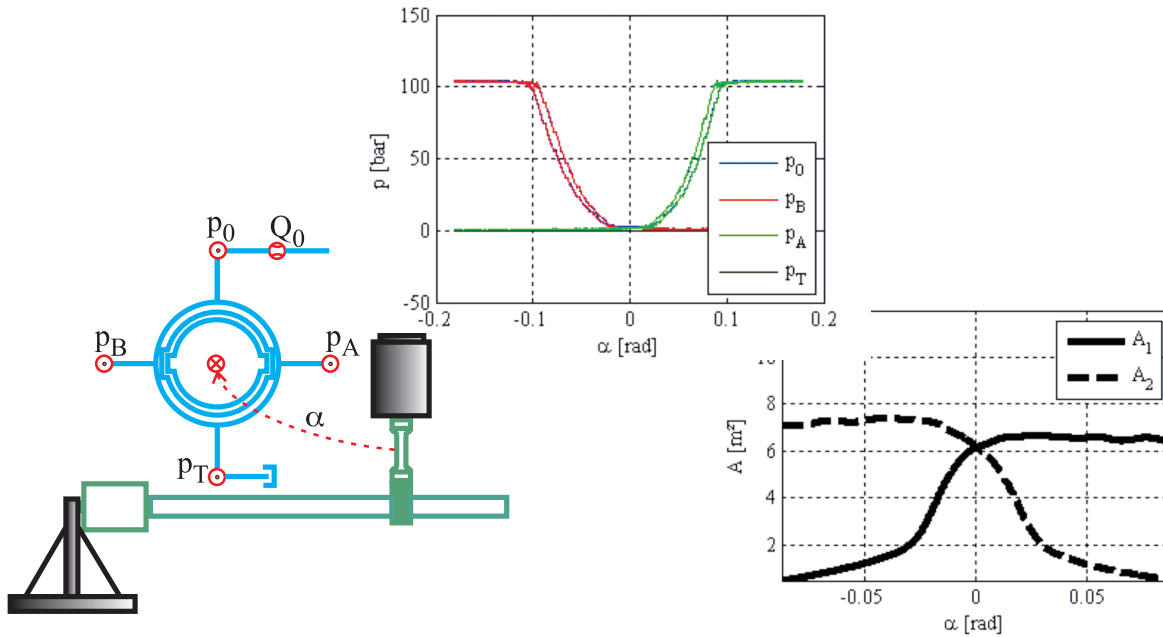 150
100
50
0
-50
p [bar]
-0.2
-0.1
0
0.1
0.2
α [rad]
p0
pB
pA
pT
p0
Q0
pB
pA
α
pT
A1
A2
8
6
4
2
A [m²]
-0.05
0
0.05
α [rad]